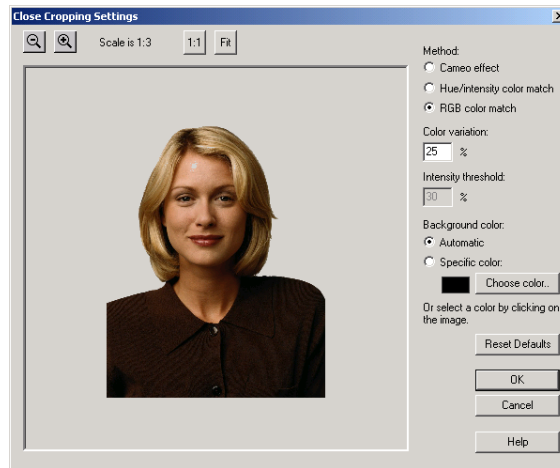 Close Cropping Settings
Scale is 1:3
1:1
Fit
Method:
Cameo effect
Hue/intensity color match
RGB color match
Color variation:
25 %
Intensity threshold:
30 %
Background color:
Automatic
Specific color:
Choose color..
Or select a color by clicking on
the image.
Reset Defaults
OK
Cancel
Help